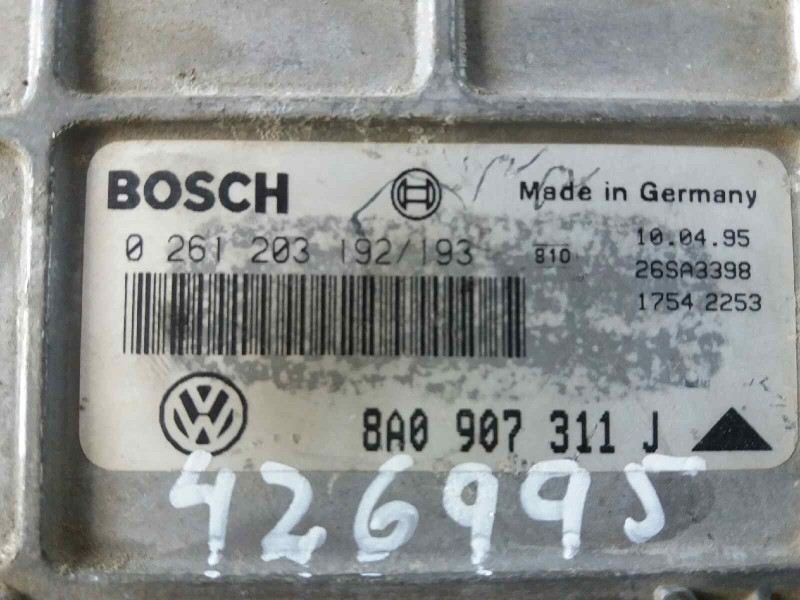 BOSCH Made in Germany
0 261 203 192/193 810 10.04.95
26SA3398
1754 2253
8A0 907 311 J
426995